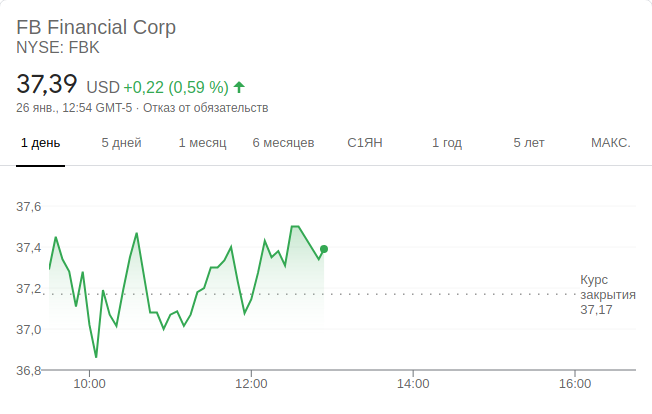 FB Financial Corp
NYSE: FBK
37,39 USD +0,22 (0,59 %)
26 янв., 12:54 GMT-5 · Отказ от обязательств
1 день 5 дней 1 месяц 6 месяцев С1ЯН 1 год 5 лет МАКС.
37,6
37,4
37,2
37,0
36,8
Курс
закрытия
37,17
10:00 12:00 14:00 16:00